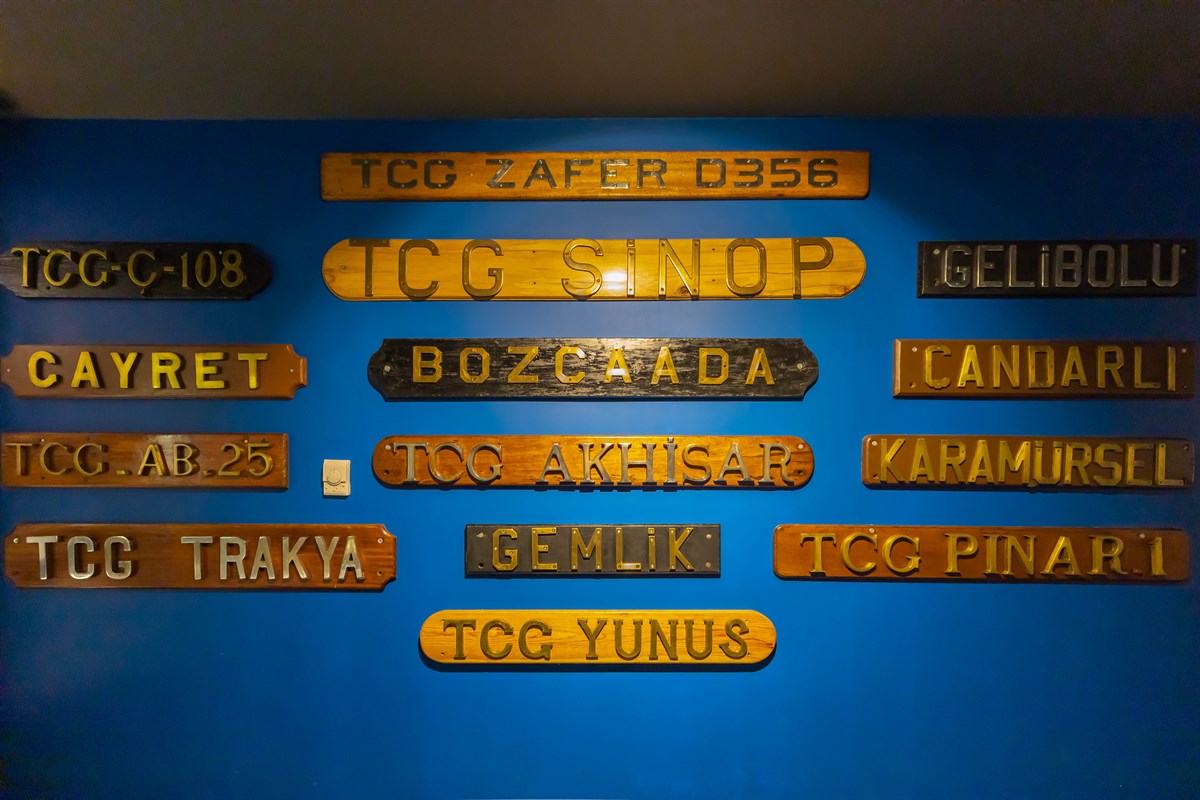 TCG ZAFER D356
TCG-Ç-108
TCG SİNOP
GELİBOLU
CAYRET
BOZCAADA
CANDARLI
TCG.AB.25
TCG AKHİSAR
KARAMÜRSEL
TCG TRAKYA
GEMLİK
TCG PINAR.1
TCG YUNUS